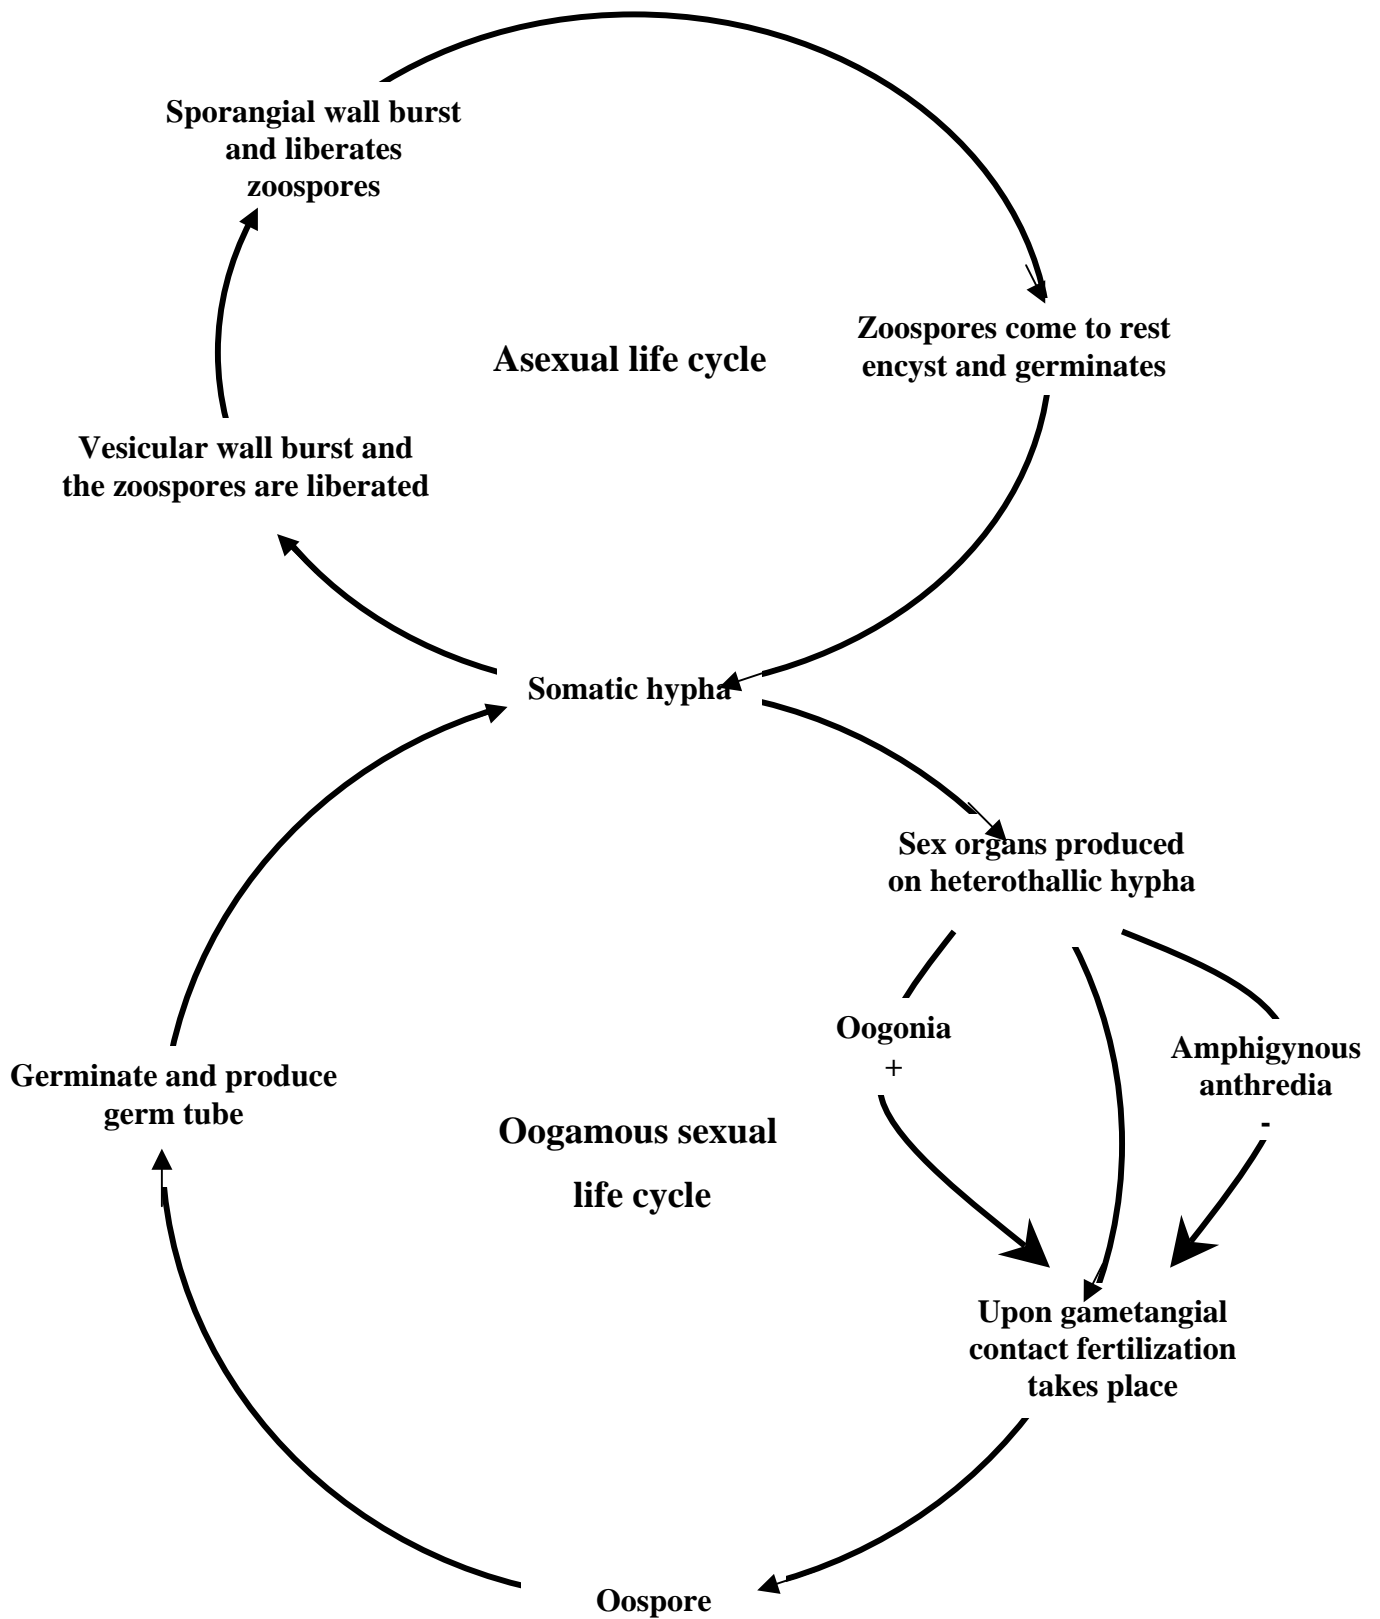 Sporangial wall burst
and liberates
zoospores
Zoospores come to rest
encyst and germinates
Asexual life cycle
Vesicular wall burst and
the zoospores are liberated
Somatic hypha
Sex organs produced
on heterothallic hypha
Oogonia
+
Amphigynous
anthredia
-
Germinate and produce
germ tube
Oogamous sexual
life cycle
Upon gametangial
contact fertilization
takes place
Oospore